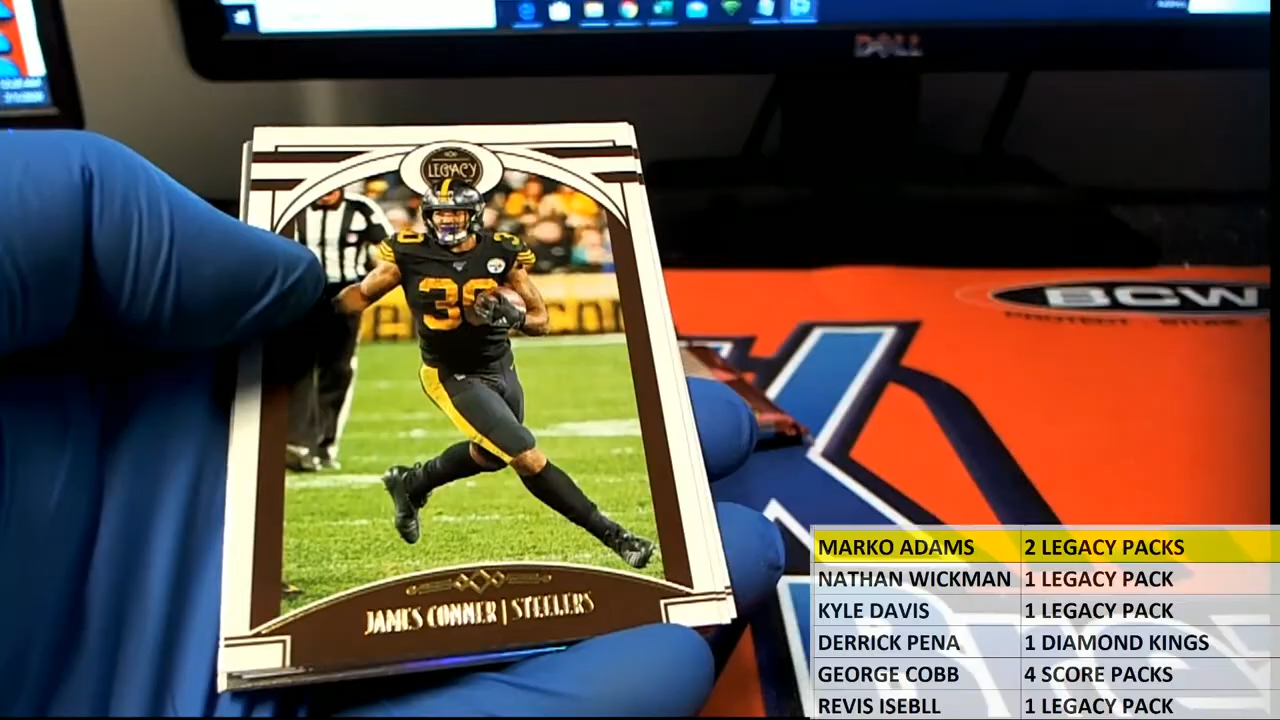 DELL
LEGACY
30
JAMES CONNER | STEELERS
BCW
MARKO ADAMS 2 LEGACY PACKS
NATHAN WICKMAN 1 LEGACY PACK
KYLE DAVIS 1 LEGACY PACK
DERRICK PENA 1 DIAMOND KINGS
GEORGE COBB 4 SCORE PACKS
REVIS ISEBLL 1 LEGACY PACK